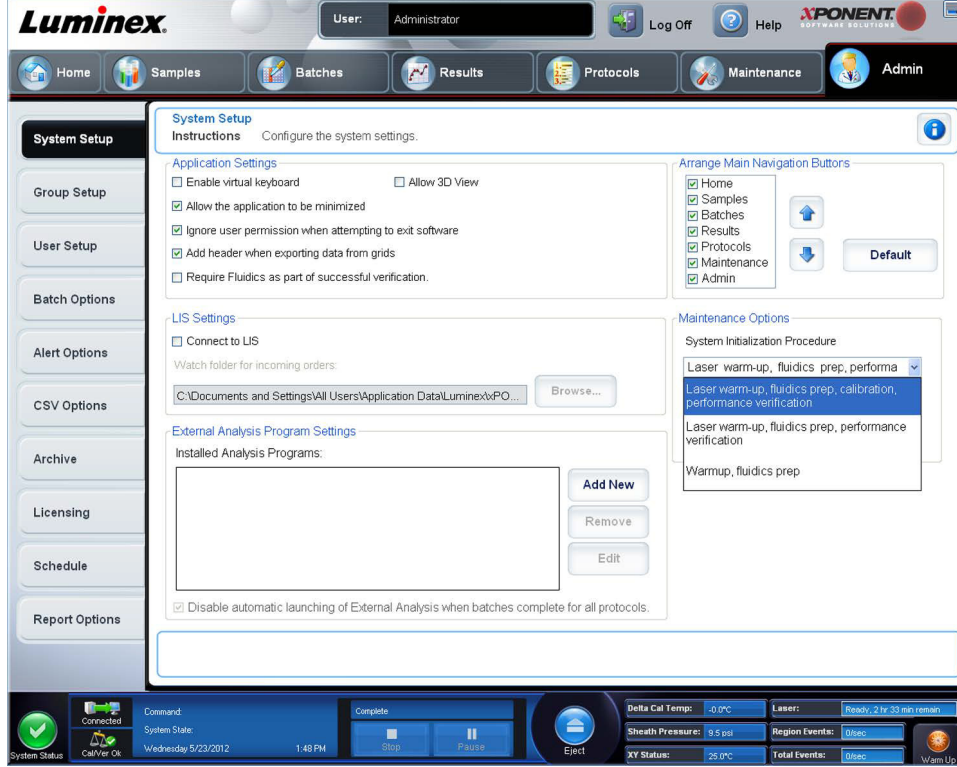 Luminex.
User: Administrator
Log Off
Help
XPONENT.
SOFTWARE SOLUTIONS
Home
Samples
Batches
Results
Protocols
Maintenance
Admin
System Setup
Group Setup
User Setup
Batch Options
Alert Options
CSV Options
Archive
Licensing
Schedule
Report Options
System Setup
Instructions Configure the system settings.
Application Settings
Enable virtual keyboard
Allow 3D View
Allow the application to be minimized
Ignore user permission when attempting to exit software
Add header when exporting data from grids
Require Fluidics as part of successful verification.
Arrange Main Navigation Buttons
Home
Samples
Batches
Results
Protocols
Maintenance
Admin
Default
LIS Settings
Connect to LIS
Watch folder for incoming orders:
C:\Documents and Settings\All Users\Application Data\Luminex\xPO...
Browse...
Maintenance Options
System Initialization Procedure
Laser warm-up, fluidics prep, performa
Laser warm-up, fluidics prep, calibration,
performance verification
Laser warm-up, fluidics prep, performance
verification
Warmup, fluidics prep
External Analysis Program Settings
Installed Analysis Programs:
Add New
Remove
Edit
Disable automatic launching of External Analysis when batches complete for all protocols.
System Status
Connected
Cal/Ver Ok
Command:
System State:
Wednesday 5/23/2012 1:48 PM
Complete
Stop
Pause
Eject
Delta Cal Temp: -0.0°C
Sheath Pressure: 9.5 psi
XY Status: 25.0°C
Laser: Ready, 2 hr 33 min remain
Region Events: 0/sec
Total Events: 0/sec
Warm Up